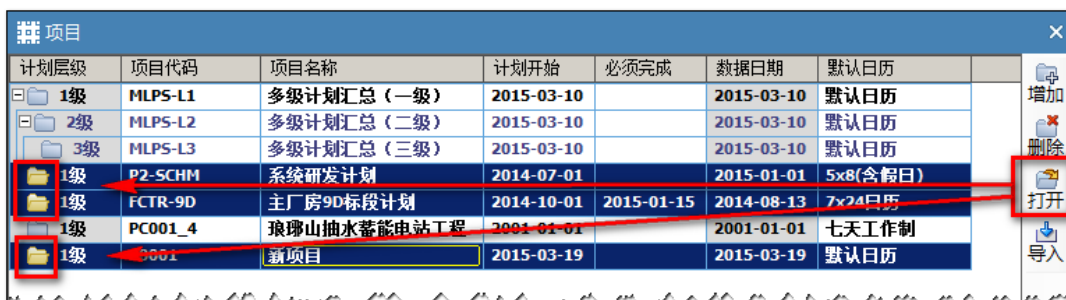 项目
计划层级 项目代码 项目名称 计划开始 必须完成 数据日期 默认日历
1级 MLPS-L1 多级计划汇总（一级） 2015-03-10 2015-03-10 默认日历
2级 MLPS-L2 多级计划汇总（二级） 2015-03-10 2015-03-10 默认日历
3级 MLPS-L3 多级计划汇总（三级） 2015-03-10 2015-03-10 默认日历
1级 P2-SCHM 系统研发计划 2014-07-01 2015-01-01 5x8(含假日)
1级 FCTR-9D 主厂房9D标段计划 2014-10-01 2015-01-15 2014-08-13 7x24日历
1级 PC001_4 琅琊山抽水蓄能电站工程 2001-01-01 2001-01-01 七天工作制
1级 新项目 2015-03-19 2015-03-19 默认日历
增加
删除
打开
导入